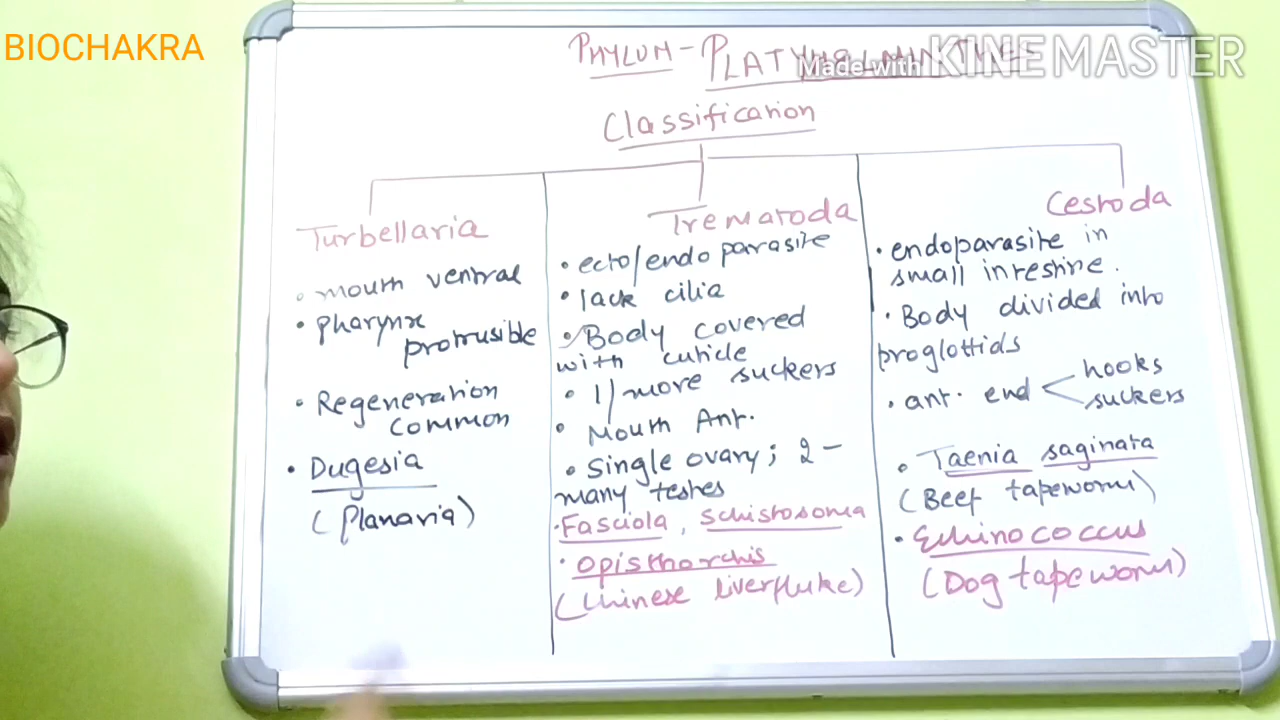 BIOCHAKRA
PHYLUM - PLATYHELMINTHES
Made with KINEMASTER
Classification
Turbellaria
• mouth ventral
• Pharynx
protrusible
• Regeneration
common
• Dugesia
(Planaria)
Trematoda
• ecto/endo parasite
• lack cilia
• Body covered
with cuticle
• 1/more suckers
• Mouth Ant.
• Single ovary; 2-
many testes
• Fasciola, Schistosoma
• Opisthorchis
(Chinese liverfluke)
Cestoda
• endoparasite in
small intestine.
• Body divided into
proglottids
• ant. end < hooks
suckers
• Taenia saginata
(Beef tapeworm)
• Echinococcus
(Dog tapeworm)